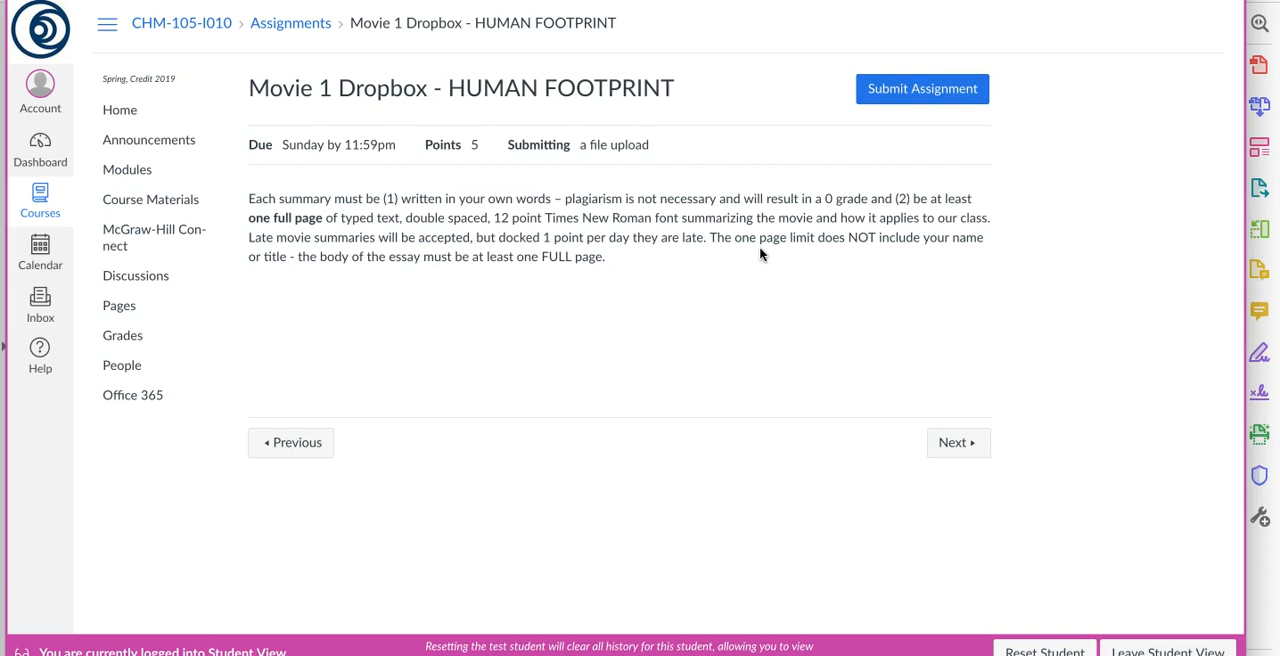 CHM-105-I010 › Assignments › Movie 1 Dropbox - HUMAN FOOTPRINT
Account
Dashboard
Courses
Calendar
Inbox
Help
Spring, Credit 2019
Home
Announcements
Modules
Course Materials
McGraw-Hill Con-
nect
Discussions
Pages
Grades
People
Office 365
Movie 1 Dropbox - HUMAN FOOTPRINT
Submit Assignment
Due Sunday by 11:59pm Points 5 Submitting a file upload
Each summary must be (1) written in your own words – plagiarism is not necessary and will result in a 0 grade and (2) be at least
one full page of typed text, double spaced, 12 point Times New Roman font summarizing the movie and how it applies to our class.
Late movie summaries will be accepted, but docked 1 point per day they are late. The one page limit does NOT include your name
or title - the body of the essay must be at least one FULL page.
Previous
Next
You are currently logged into Student View
Resetting the test student will clear all history for this student, allowing you to view
Reset Student
Leave Student View